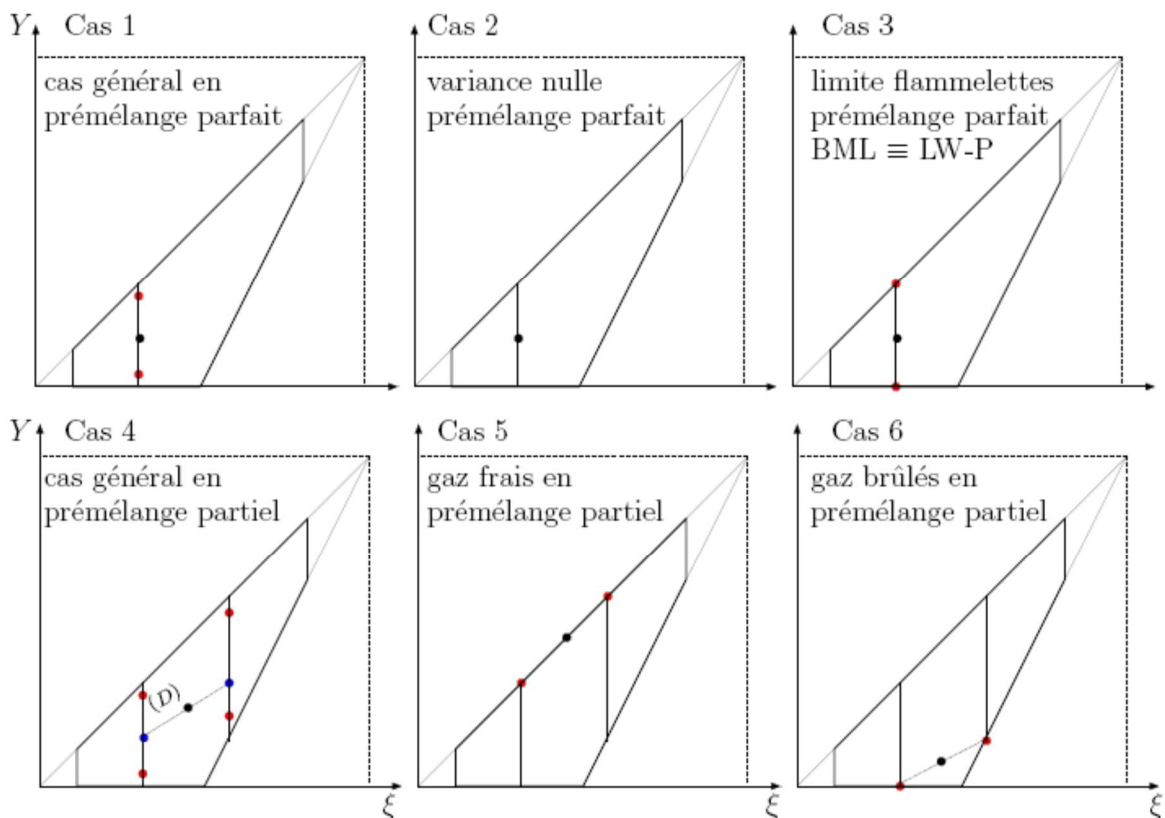 Y Cas 1
cas général en
prémélange parfait
Cas 2
variance nulle
prémélange parfait
Cas 3
limite flammelettes
prémélange parfait
BML ≡ LW-P
Y Cas 4
cas général en
prémélange partiel
(D)
ξ
Cas 5
gaz frais en
prémélange partiel
ξ
Cas 6
gaz brûlés en
prémélange partiel
ξ